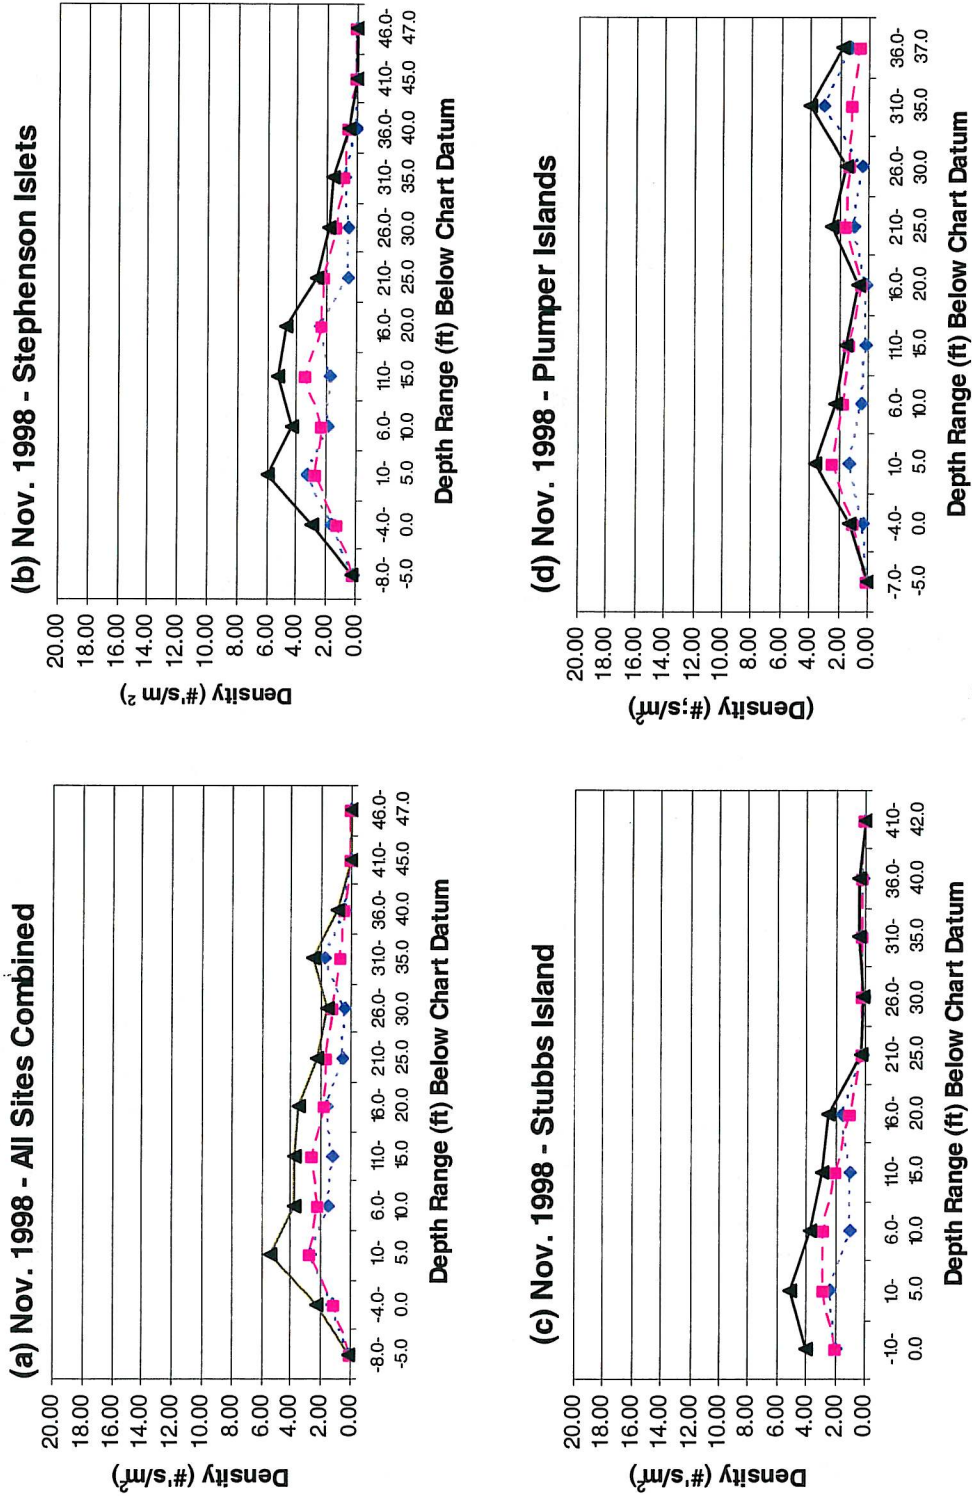 (a) Nov. 1998 - All Sites Combined
20.00
18.00
16.00
14.00
12.00
10.00
8.00
6.00
4.00
2.00
0.00
Density (#'s/m²)
-8.0- -4.0- 1.0- 6.0- 11.0- 16.0- 21.0- 26.0- 31.0- 36.0- 41.0- 46.0-
-5.0 0.0 5.0 10.0 15.0 20.0 25.0 30.0 35.0 40.0 45.0 47.0
Depth Range (ft) Below Chart Datum
(b) Nov. 1998 - Stephenson Islets
20.00
18.00
16.00
14.00
12.00
10.00
8.00
6.00
4.00
2.00
0.00
Density (#'s/m ²)
-8.0- -4.0- 1.0- 6.0- 11.0- 16.0- 21.0- 26.0- 31.0- 36.0- 41.0- 46.0-
-5.0 0.0 5.0 10.0 15.0 20.0 25.0 30.0 35.0 40.0 45.0 47.0
Depth Range (ft) Below Chart Datum
(c) Nov. 1998 - Stubbs Island
20.00
18.00
16.00
14.00
12.00
10.00
8.00
6.00
4.00
2.00
0.00
Density (#'s/m²)
-1.0- 1.0- 6.0- 11.0- 16.0- 21.0- 26.0- 31.0- 36.0- 41.0-
0.0 5.0 10.0 15.0 20.0 25.0 30.0 35.0 40.0 42.0
Depth Range (ft) Below Chart Datum
(d) Nov. 1998 - Plumper Islands
20.00
18.00
16.00
14.00
12.00
10.00
8.00
6.00
4.00
2.00
0.00
(Density (#;s/m²)
-7.0- -4.0- 1.0- 6.0- 11.0- 16.0- 21.0- 26.0- 31.0- 36.0-
-5.0 0.0 5.0 10.0 15.0 20.0 25.0 30.0 35.0 37.0
Depth Range (ft) Below Chart Datum